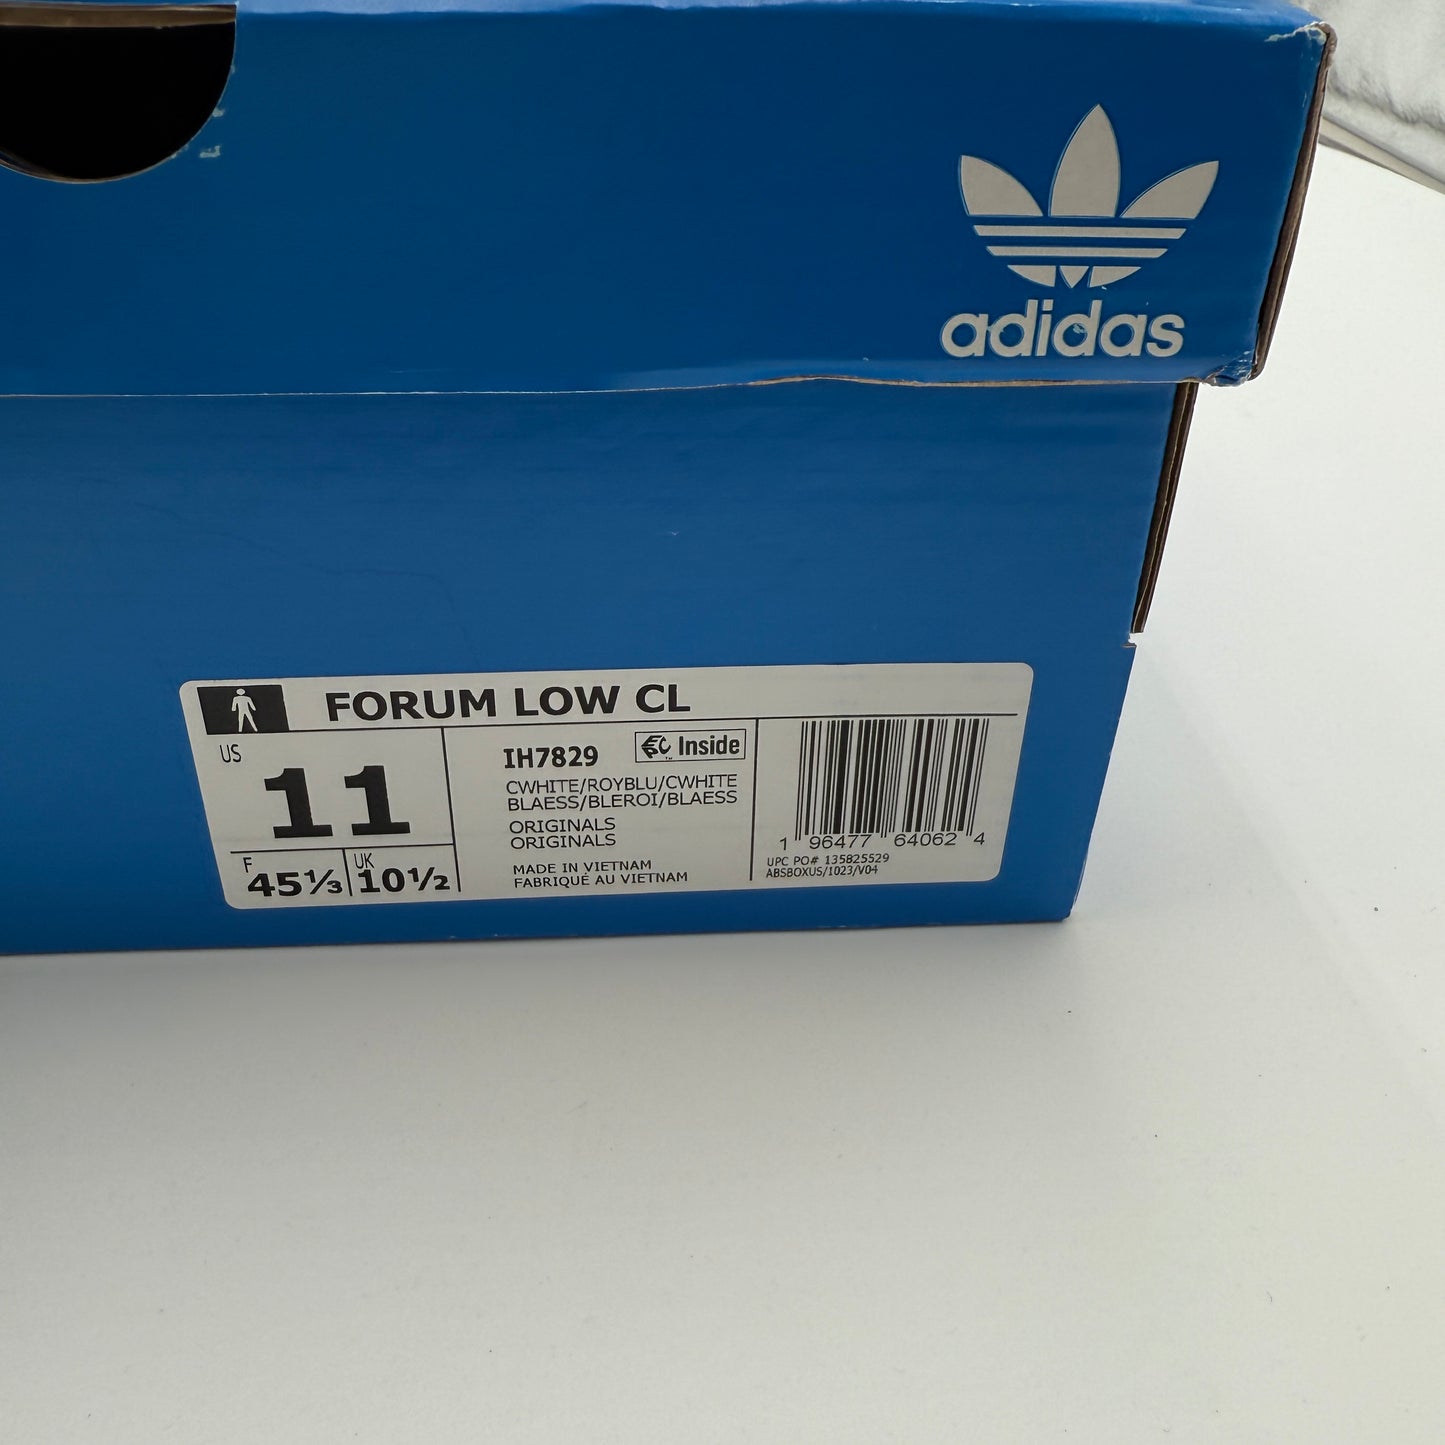 adidas
FORUM LOW CL
US
11
F
45⅓
UK
10½
IH7829
Inside
CWHITE/ROYBLU/CWHITE
BLAESS/BLEROI/BLAESS
ORIGINALS
ORIGINALS
MADE IN VIETNAM
FABRIQUÉ AU VIETNAM
1 96477 64062 4
UPC PO# 135825529
ABSBOXUS/1023/V04